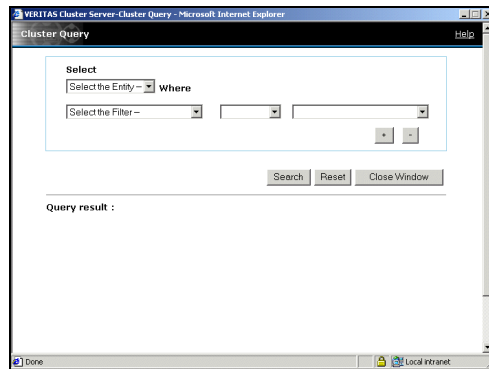 VERITAS Cluster Server-Cluster Query - Microsoft Internet Explorer
Cluster Query Help
Select
Select the Entity -- Where
Select the Filter --
+ -
Search Reset Close Window
Query result :
Done Local intranet